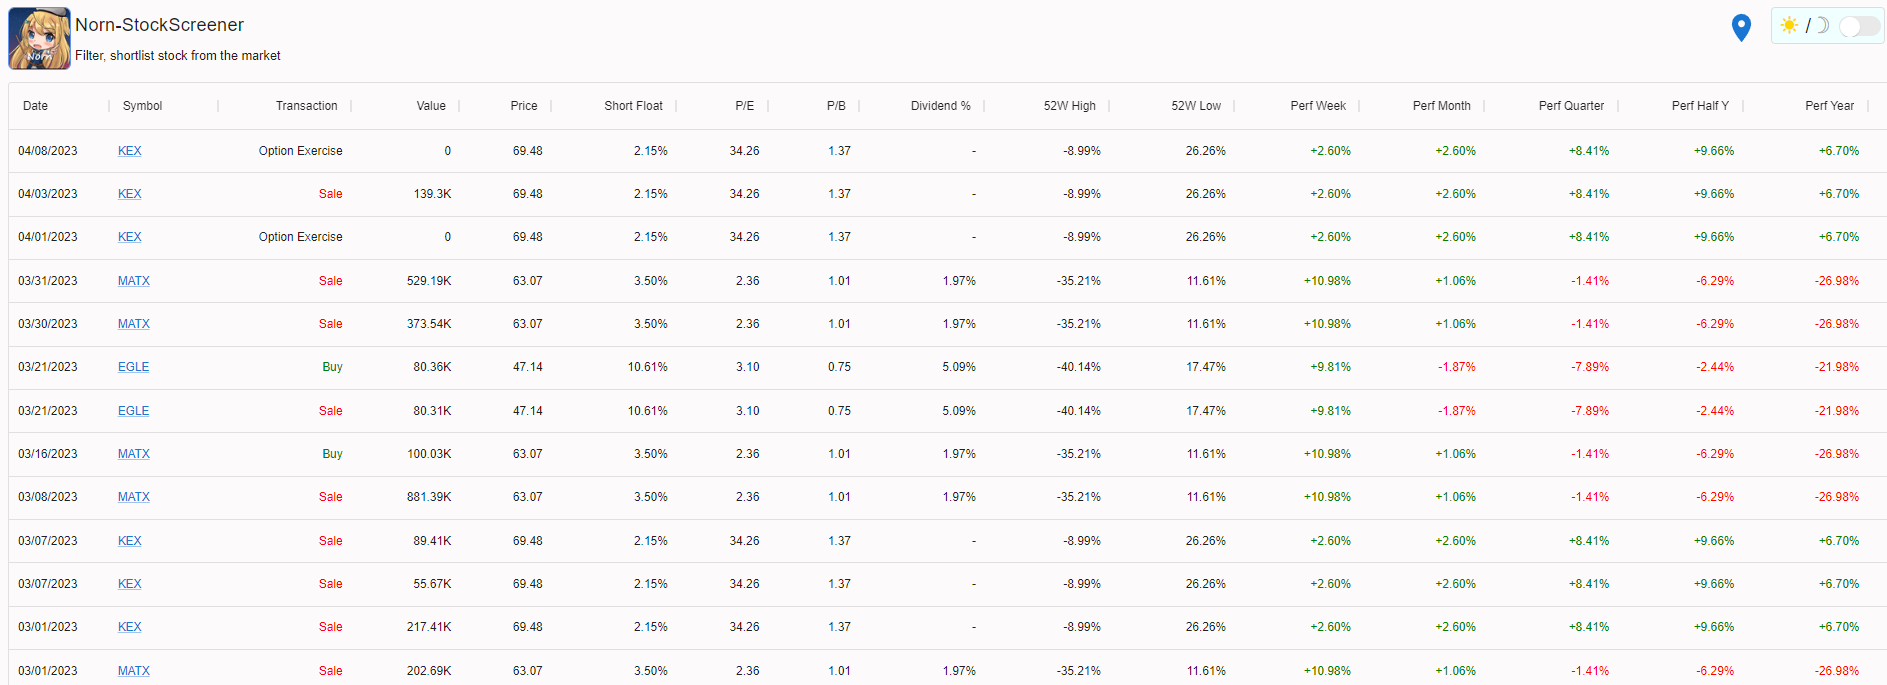 Norn-StockScreener
Filter, shortlist stock from the market
Norn
/
Date Symbol Transaction Value Price Short Float P/E P/B Dividend % 52W High 52W Low Perf Week Perf Month Perf Quarter Perf Half Y Perf Year
04/08/2023 KEX Option Exercise 0 69.48 2.15% 34.26 1.37 - -8.99% 26.26% +2.60% +2.60% +8.41% +9.66% +6.70%
04/03/2023 KEX Sale 139.3K 69.48 2.15% 34.26 1.37 - -8.99% 26.26% +2.60% +2.60% +8.41% +9.66% +6.70%
04/01/2023 KEX Option Exercise 0 69.48 2.15% 34.26 1.37 - -8.99% 26.26% +2.60% +2.60% +8.41% +9.66% +6.70%
03/31/2023 MATX Sale 529.19K 63.07 3.50% 2.36 1.01 1.97% -35.21% 11.61% +10.98% +1.06% -1.41% -6.29% -26.98%
03/30/2023 MATX Sale 373.54K 63.07 3.50% 2.36 1.01 1.97% -35.21% 11.61% +10.98% +1.06% -1.41% -6.29% -26.98%
03/21/2023 EGLE Buy 80.36K 47.14 10.61% 3.10 0.75 5.09% -40.14% 17.47% +9.81% -1.87% -7.89% -2.44% -21.98%
03/21/2023 EGLE Sale 80.31K 47.14 10.61% 3.10 0.75 5.09% -40.14% 17.47% +9.81% -1.87% -7.89% -2.44% -21.98%
03/16/2023 MATX Buy 100.03K 63.07 3.50% 2.36 1.01 1.97% -35.21% 11.61% +10.98% +1.06% -1.41% -6.29% -26.98%
03/08/2023 MATX Sale 881.39K 63.07 3.50% 2.36 1.01 1.97% -35.21% 11.61% +10.98% +1.06% -1.41% -6.29% -26.98%
03/07/2023 KEX Sale 89.41K 69.48 2.15% 34.26 1.37 - -8.99% 26.26% +2.60% +2.60% +8.41% +9.66% +6.70%
03/07/2023 KEX Sale 55.67K 69.48 2.15% 34.26 1.37 - -8.99% 26.26% +2.60% +2.60% +8.41% +9.66% +6.70%
03/01/2023 KEX Sale 217.41K 69.48 2.15% 34.26 1.37 - -8.99% 26.26% +2.60% +2.60% +8.41% +9.66% +6.70%
03/01/2023 MATX Sale 202.69K 63.07 3.50% 2.36 1.01 1.97% -35.21% 11.61% +10.98% +1.06% -1.41% -6.29% -26.98%